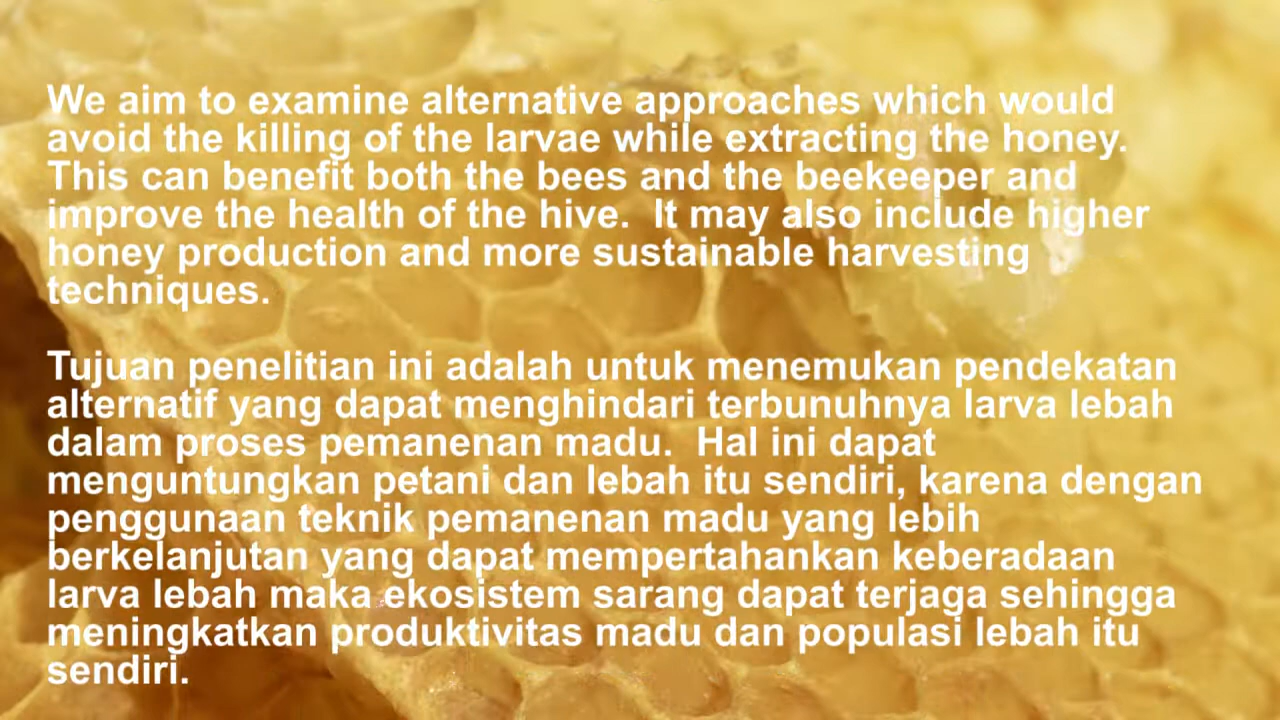 We aim to examine alternative approaches which would
avoid the killing of the larvae while extracting the honey.
This can benefit both the bees and the beekeeper and
improve the health of the hive.  It may also include higher
honey production and more sustainable harvesting
techniques.
Tujuan penelitian ini adalah untuk menemukan pendekatan
alternatif yang dapat menghindari terbunuhnya larva lebah
dalam proses pemanenan madu.  Hal ini dapat
menguntungkan petani dan lebah itu sendiri, karena dengan
penggunaan teknik pemanenan madu yang lebih
berkelanjutan yang dapat mempertahankan keberadaan
larva lebah maka ekosistem sarang dapat terjaga sehingga
meningkatkan produktivitas madu dan populasi lebah itu
sendiri.